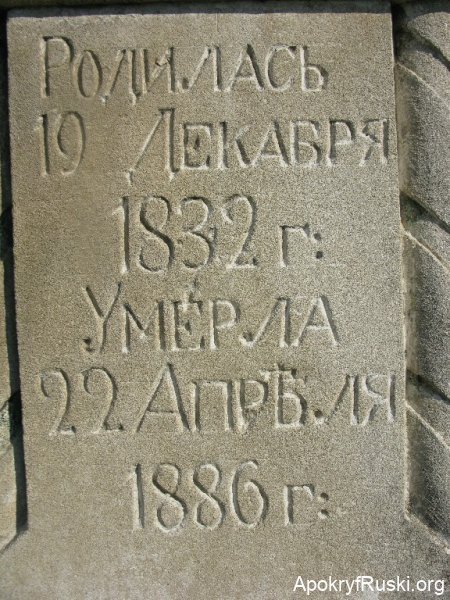 Родилась
19 Декабря
1832 г:
Умерла
22 Апрѣля
1886 г:
ApokryfRuski.org